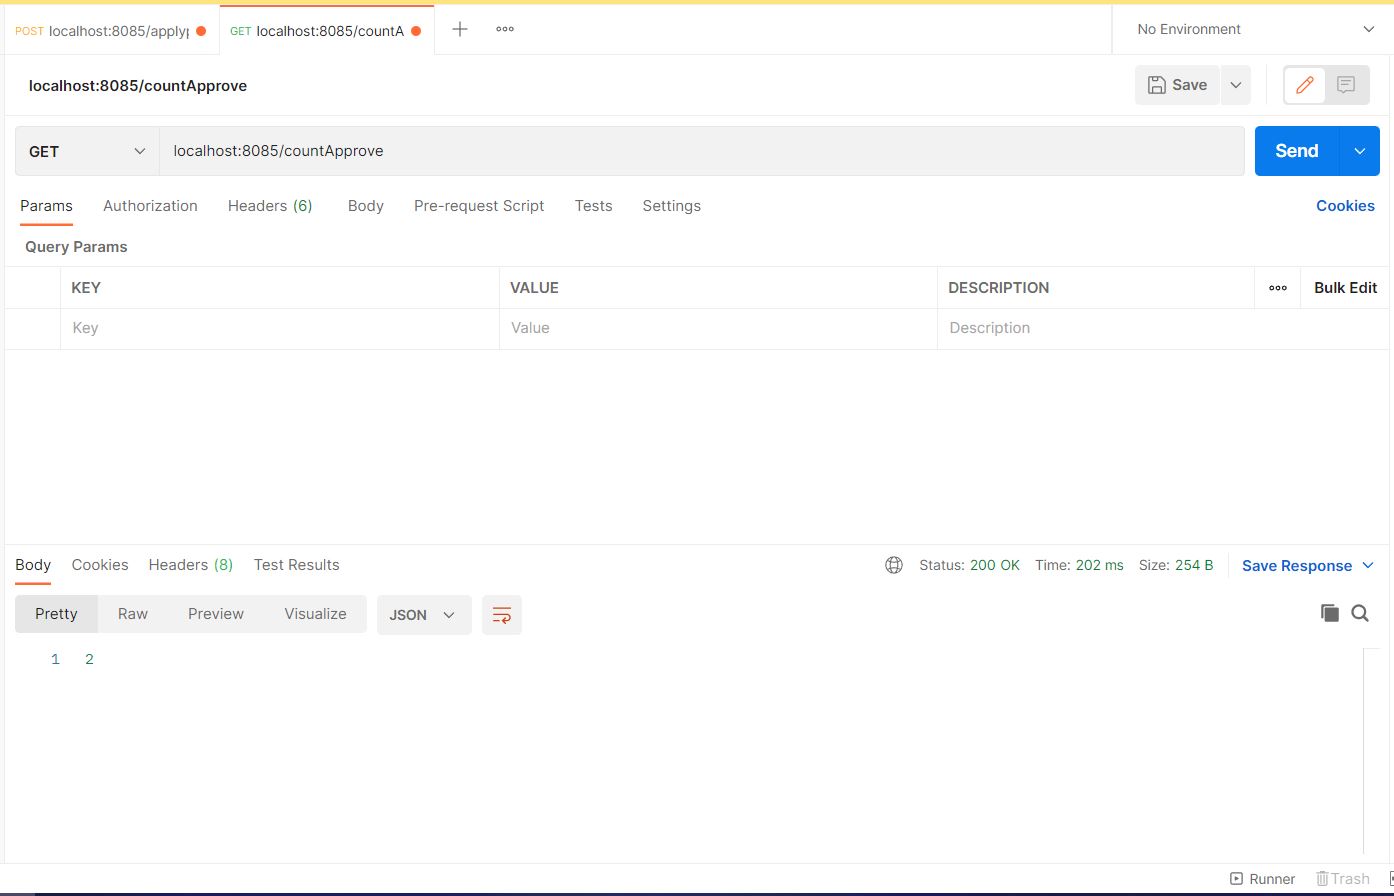 POST localhost:8085/applyp GET localhost:8085/countA No Environment
localhost:8085/countApprove Save
GET localhost:8085/countApprove Send
Params Authorization Headers (6) Body Pre-request Script Tests Settings Cookies
Query Params
KEY VALUE DESCRIPTION Bulk Edit
Key Value Description
Body Cookies Headers (8) Test Results Status: 200 OK Time: 202 ms Size: 254 B Save Response
Pretty Raw Preview Visualize JSON
1 2
Runner Trash